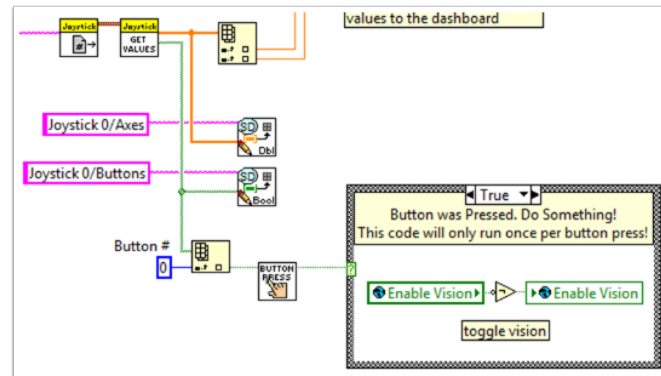 values to the dashboard
Joystick
Joystick
#
GET
VALUES
Joystick 0/Axes
SD
Dbl
Joystick 0/Buttons
SD
Bool
True
Button was Pressed. Do Something!
This code will only run once per button press!
Button #
0
BUTTON
PRESS
?
Enable Vision
Enable Vision
toggle vision